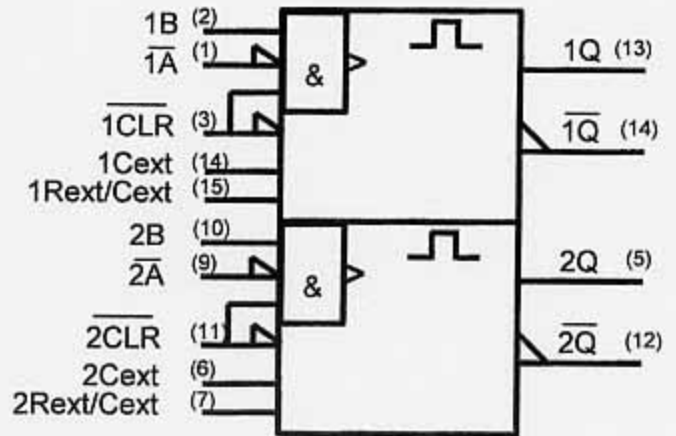 1B (2)
1A (1)
&
1Q (13)
1CLR (3)
1Q (14)
1Cext (14)
1Rext/Cext (15)
2B (10)
2A (9)
&
2Q (5)
2CLR (11)
2Q (12)
2Cext (6)
2Rext/Cext (7)